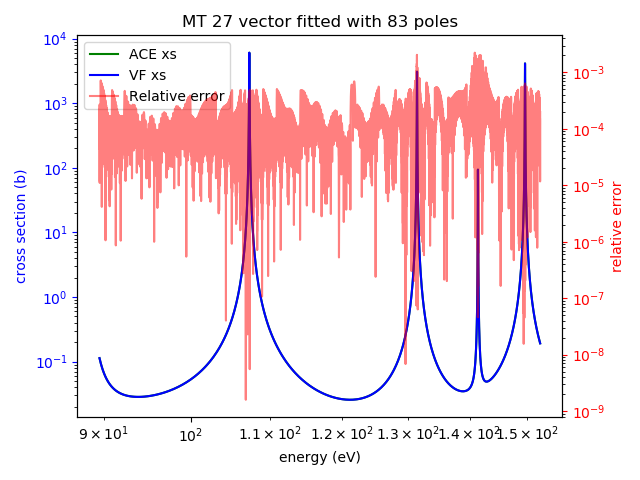 MT 27 vector fitted with 83 poles
ACE xs
VF xs
Relative error
cross section (b)
10⁴
10³
10²
10¹
10⁰
10⁻¹
10⁻³
10⁻⁴
10⁻⁵
10⁻⁶
10⁻⁷
10⁻⁸
10⁻⁹
relative error
9 × 10¹ 10² 1.1 × 10² 1.2 × 10² 1.3 × 10² 1.4 × 10² 1.5 × 10²
energy (eV)